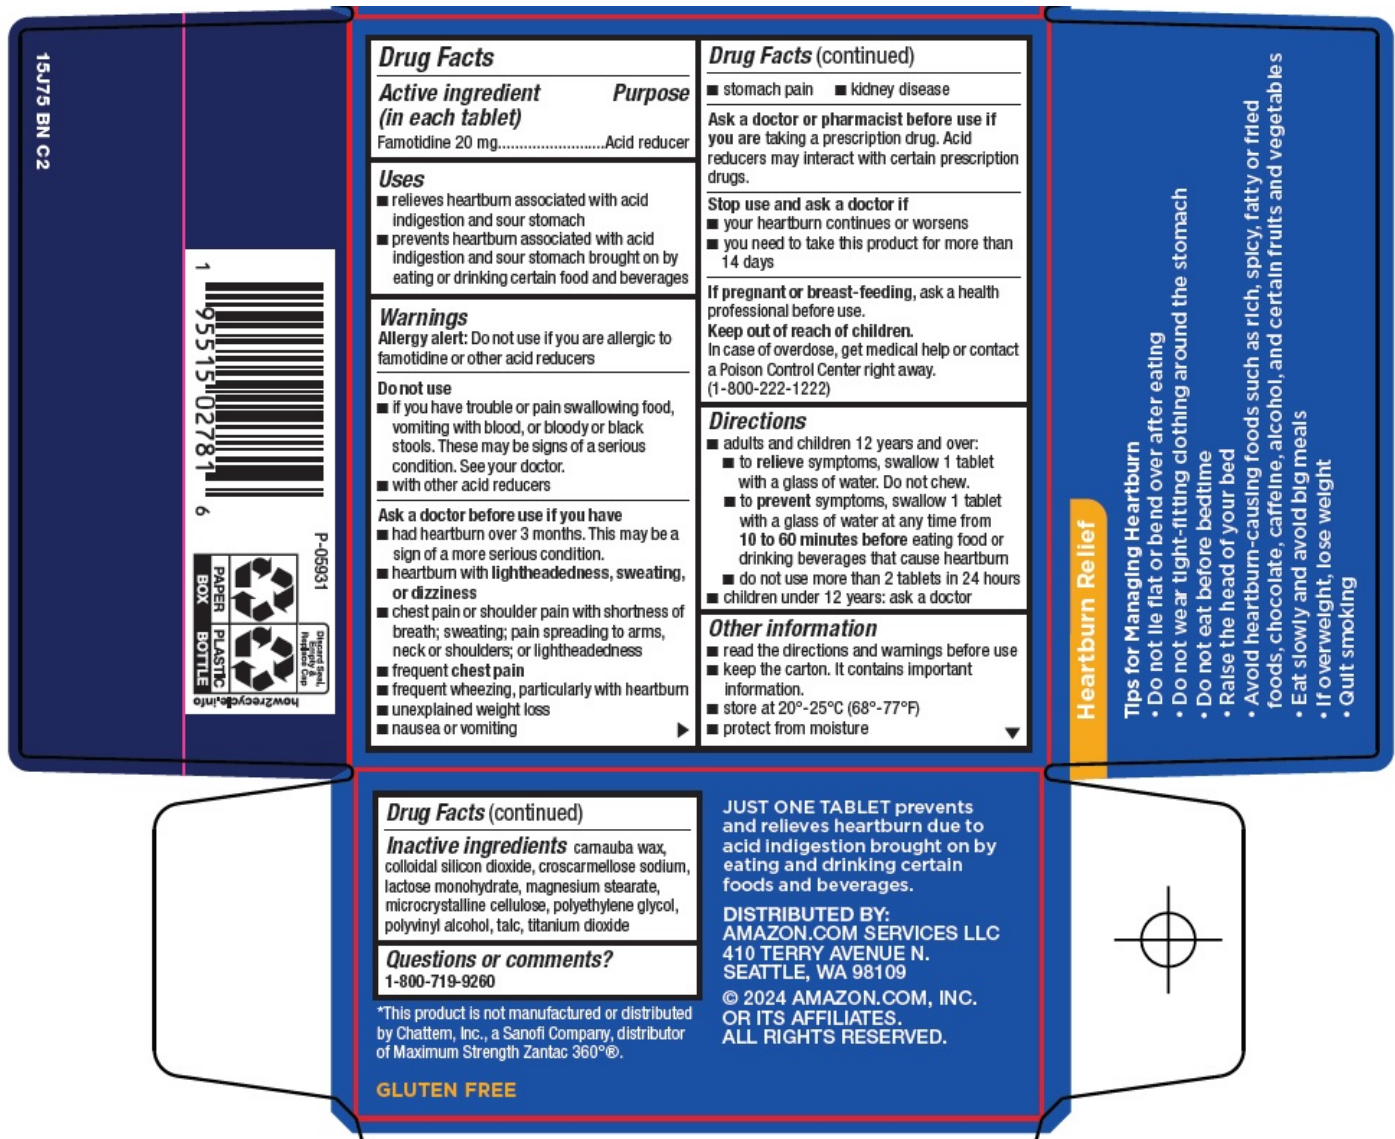 15J75 BN C2
1
95515 02781
6
P-05931
PAPER
BOX
PLASTIC
BOTTLE
Discard Seal,
Empty &
Replace Cap
how2recycle.info
Drug Facts
Active ingredient Purpose
(in each tablet)
Famotidine 20 mg.........................Acid reducer
Uses
■ relieves heartburn associated with acid
indigestion and sour stomach
■ prevents heartburn associated with acid
indigestion and sour stomach brought on by
eating or drinking certain food and beverages
Warnings
Allergy alert: Do not use if you are allergic to
famotidine or other acid reducers
Do not use
■ if you have trouble or pain swallowing food,
vomiting with blood, or bloody or black
stools. These may be signs of a serious
condition. See your doctor.
■ with other acid reducers
Ask a doctor before use if you have
■ had heartburn over 3 months. This may be a
sign of a more serious condition.
■ heartburn with lightheadedness, sweating,
or dizziness
■ chest pain or shoulder pain with shortness of
breath; sweating; pain spreading to arms,
neck or shoulders; or lightheadedness
■ frequent chest pain
■ frequent wheezing, particularly with heartburn
■ unexplained weight loss
■ nausea or vomiting
Drug Facts (continued)
■ stomach pain ■ kidney disease
Ask a doctor or pharmacist before use if
you are taking a prescription drug. Acid
reducers may interact with certain prescription
drugs.
Stop use and ask a doctor if
■ your heartburn continues or worsens
■ you need to take this product for more than
14 days
If pregnant or breast-feeding, ask a health
professional before use.
Keep out of reach of children.
In case of overdose, get medical help or contact
a Poison Control Center right away.
(1-800-222-1222)
Directions
■ adults and children 12 years and over:
■ to relieve symptoms, swallow 1 tablet
with a glass of water. Do not chew.
■ to prevent symptoms, swallow 1 tablet
with a glass of water at any time from
10 to 60 minutes before eating food or
drinking beverages that cause heartburn
■ do not use more than 2 tablets in 24 hours
■ children under 12 years: ask a doctor
Other information
■ read the directions and warnings before use
■ keep the carton. It contains important
information.
■ store at 20°-25°C (68°-77°F)
■ protect from moisture
Heartburn Relief
Tips for Managing Heartburn
• Do not lie flat or bend over after eating
• Do not wear tight-fitting clothing around the stomach
• Do not eat before bedtime
• Raise the head of your bed
• Avoid heartburn-causing foods such as rich, spicy, fatty or fried
foods, chocolate, caffeine, alcohol, and certain fruits and vegetables
• Eat slowly and avoid big meals
• If overweight, lose weight
• Quit smoking
Drug Facts (continued)
Inactive ingredients carnauba wax,
colloidal silicon dioxide, croscarmellose sodium,
lactose monohydrate, magnesium stearate,
microcrystalline cellulose, polyethylene glycol,
polyvinyl alcohol, talc, titanium dioxide
Questions or comments?
1-800-719-9260
*This product is not manufactured or distributed
by Chattem, Inc., a Sanofi Company, distributor
of Maximum Strength Zantac 360°®.
GLUTEN FREE
JUST ONE TABLET prevents
and relieves heartburn due to
acid indigestion brought on by
eating and drinking certain
foods and beverages.
DISTRIBUTED BY:
AMAZON.COM SERVICES LLC
410 TERRY AVENUE N.
SEATTLE, WA 98109
© 2024 AMAZON.COM, INC.
OR ITS AFFILIATES.
ALL RIGHTS RESERVED.